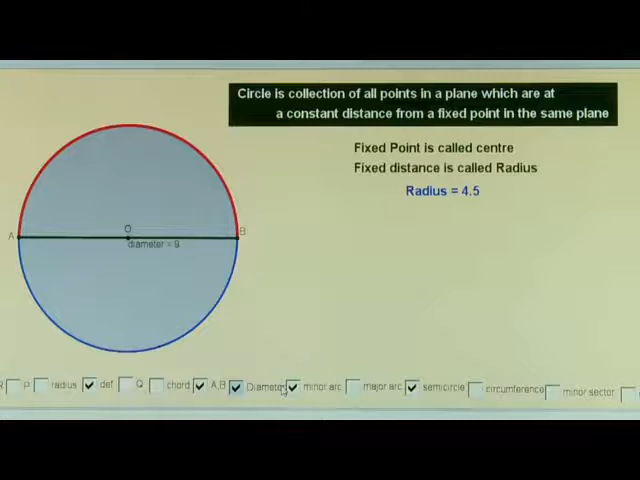 Circle is collection of all points in a plane which are at
a constant distance from a fixed point in the same plane
Fixed Point is called centre
Fixed distance is called Radius
Radius = 4.5
O
A
B
diameter = 9
P
radius
def
Q
chord
A,B
Diameter
minor arc
major arc
semicircle
circumference
minor sector